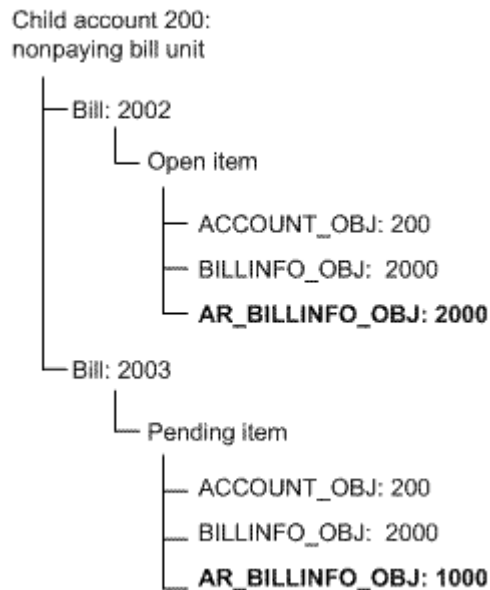 Child account 200:
nonpaying bill unit
Bill: 2002
Open item
ACCOUNT_OBJ: 200
BILLINFO_OBJ: 2000
AR_BILLINFO_OBJ: 2000
Bill: 2003
Pending item
ACCOUNT_OBJ: 200
BILLINFO_OBJ: 2000
AR_BILLINFO_OBJ: 1000